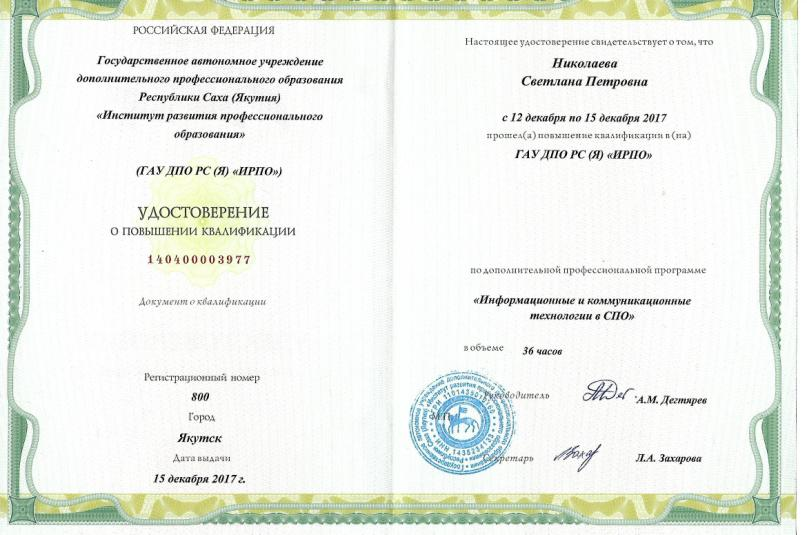 РОССИЙСКАЯ ФЕДЕРАЦИЯ
Государственное автономное учреждение
дополнительного профессионального образования
Республики Саха (Якутия)
«Институт развития профессионального
образования»
(ГАУ ДПО РС (Я) «ИРПО»)
УДОСТОВЕРЕНИЕ
О ПОВЫШЕНИИ КВАЛИФИКАЦИИ
140400003977
Документ о квалификации
Регистрационный номер
800
Город
Якутск
Дата выдачи
15 декабря 2017 г.
Настоящее удостоверение свидетельствует о том, что
Николаева
Светлана Петровна
с 12 декабря по 15 декабря 2017
прошел(а) повышение квалификации в (на)
ГАУ ДПО РС (Я) «ИРПО»
по дополнительной профессиональной программе
«Информационные и коммуникационные
технологии в СПО»
в объеме 36 часов
Руководитель А.М. Дегтярев
М.П.
Секретарь Л.А. Захарова